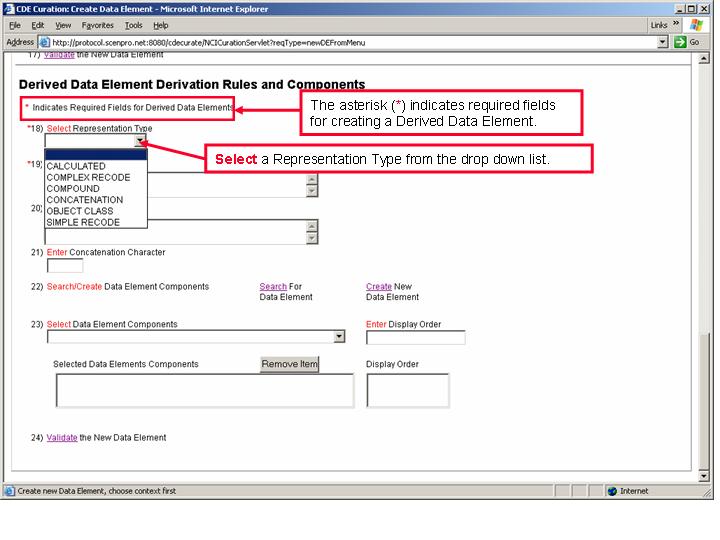 CDE Curation: Create Data Element - Microsoft Internet Explorer
File Edit View Favorites Tools Help
Links »
Address http://protocol.scenpro.net:8080/cdecurate/NCICurationServlet?reqType=newDEFromMenu Go
17) Validate the New Data Element
Derived Data Element Derivation Rules and Components
* Indicates Required Fields for Derived Data Elements
The asterisk (*) indicates required fields
for creating a Derived Data Element.
*18) Select Representation Type
Select a Representation Type from the drop down list.
*19)
CALCULATED
COMPLEX RECODE
COMPOUND
CONCATENATION
OBJECT CLASS
SIMPLE RECODE
20)
21) Enter Concatenation Character
22) Search/Create Data Element Components
Search For
Data Element
Create New
Data Element
23) Select Data Element Components
Enter Display Order
Selected Data Elements Components
Remove Item
Display Order
24) Validate the New Data Element
Create new Data Element, choose context first
Internet